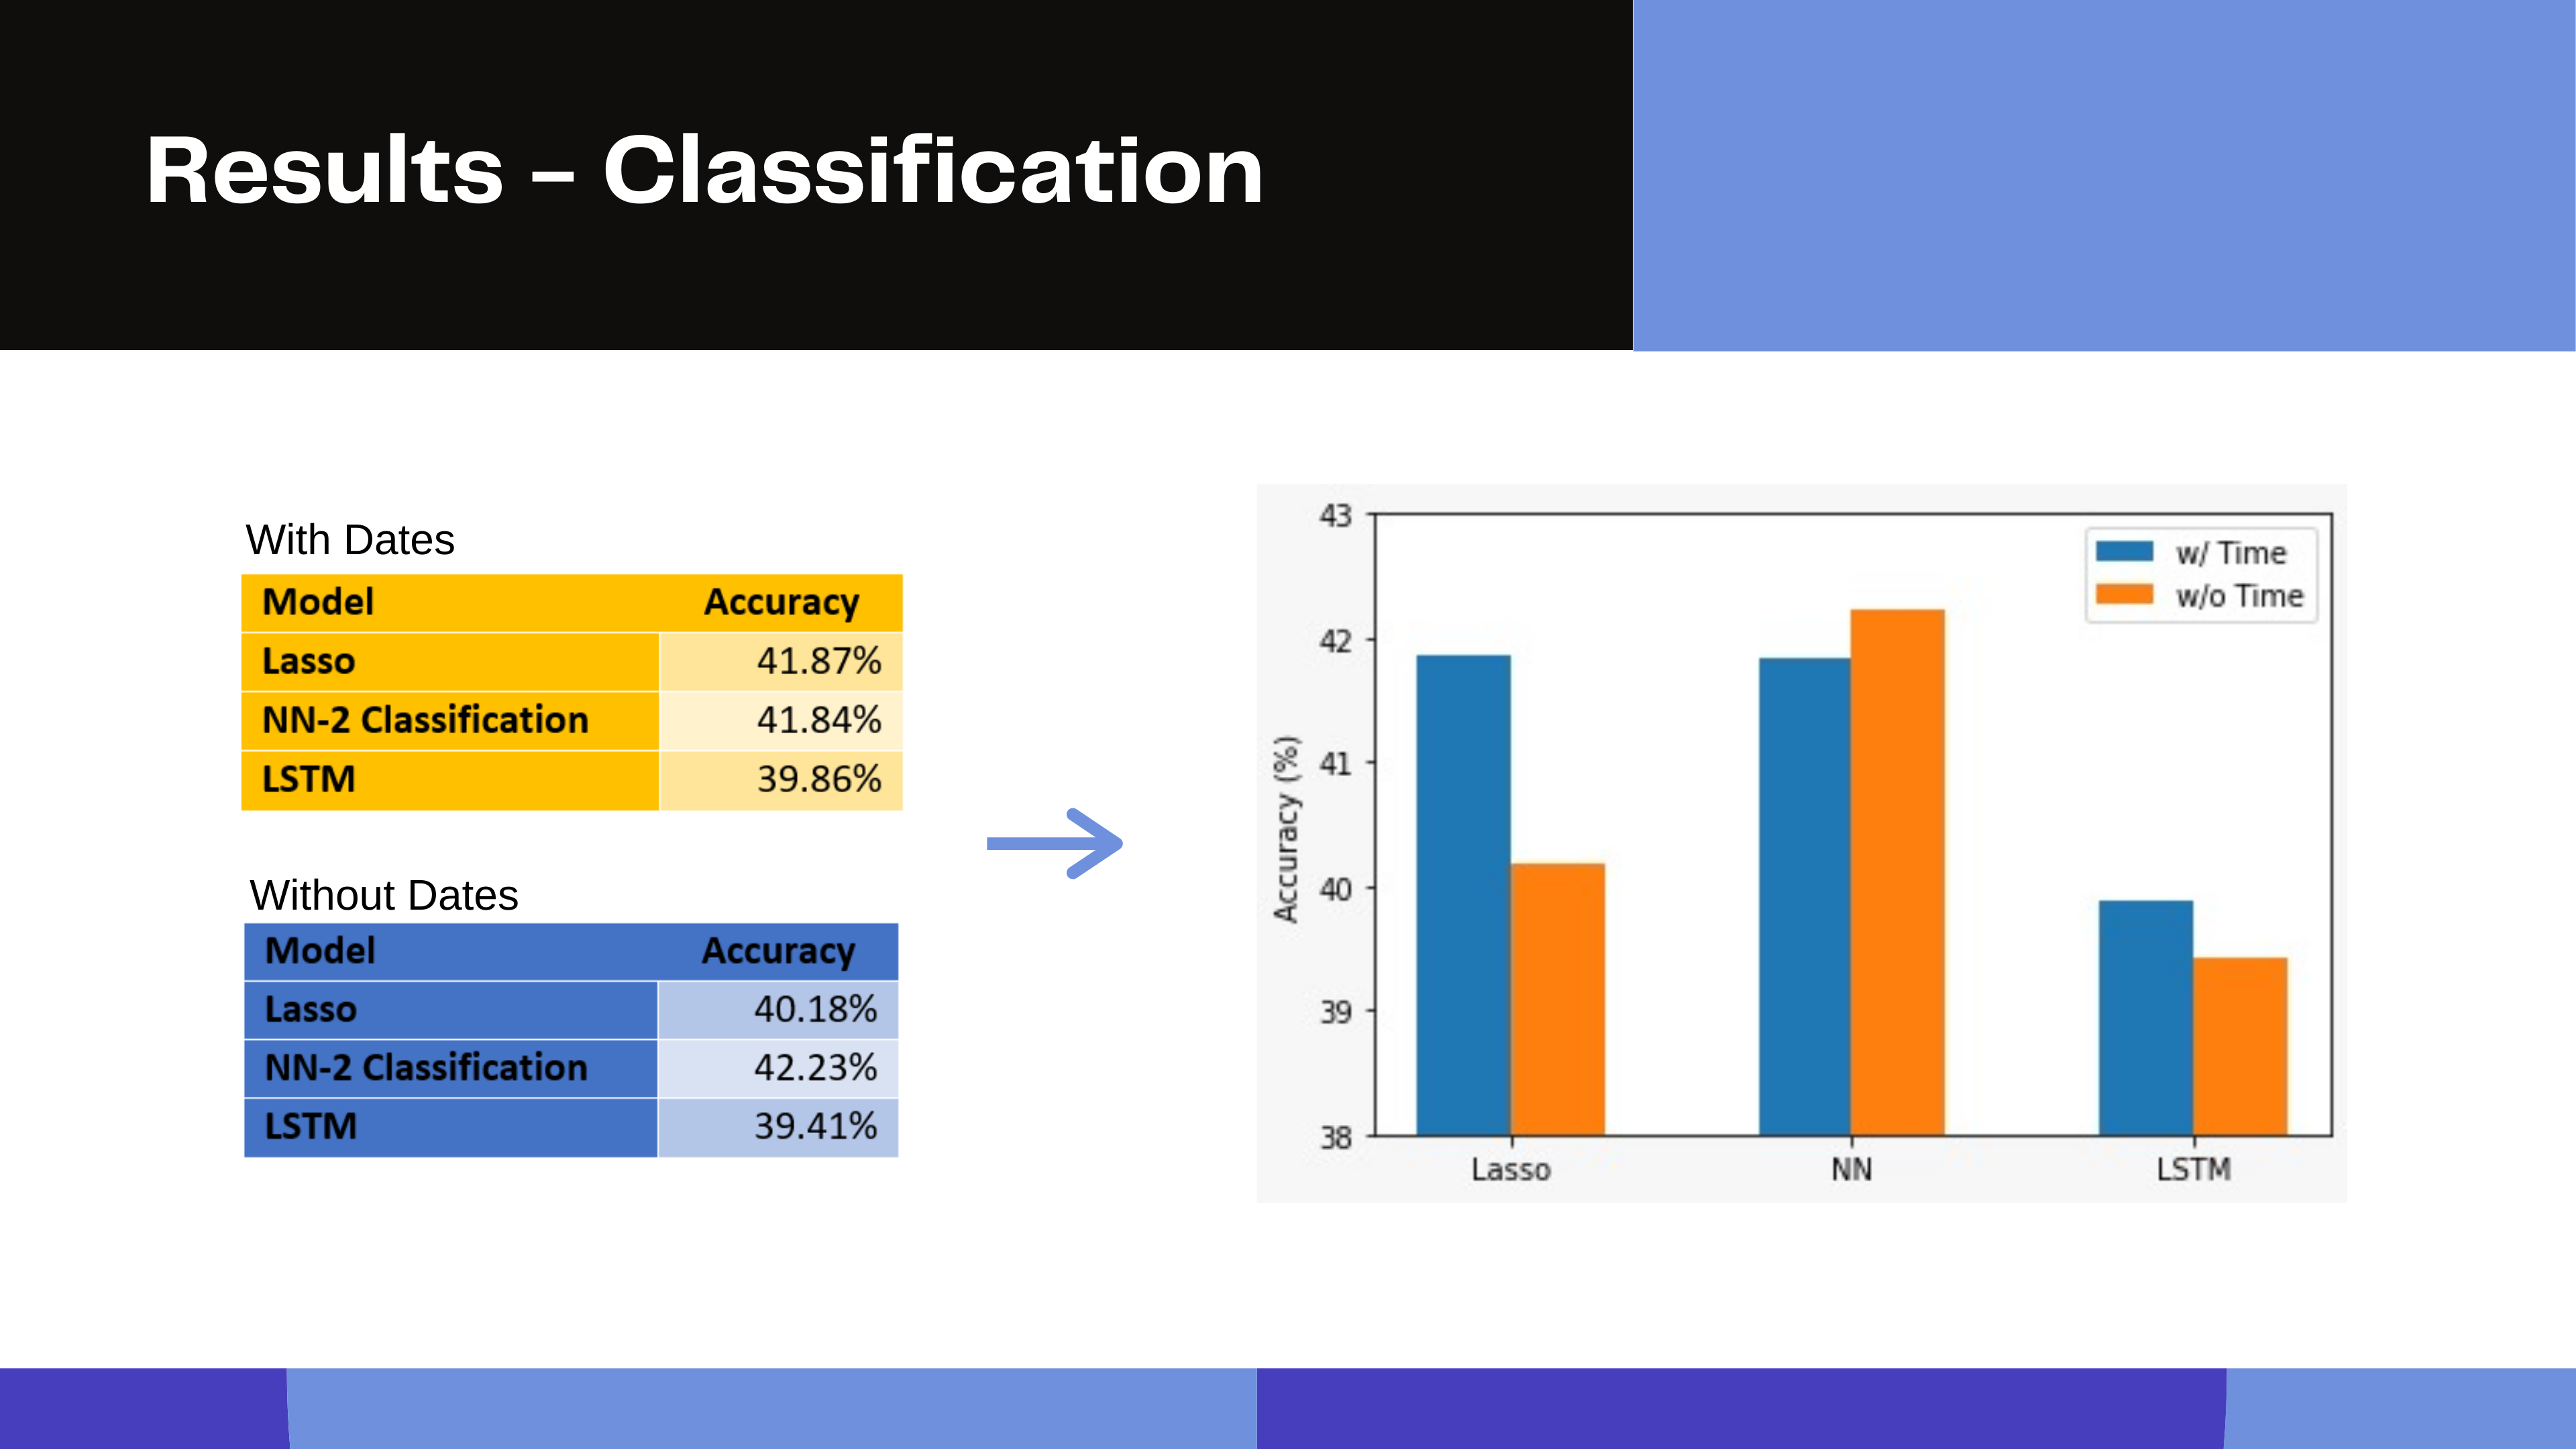 Results – Classification
With Dates
Model Accuracy
Lasso 41.87%
NN-2 Classification 41.84%
LSTM 39.86%
Without Dates
Model Accuracy
Lasso 40.18%
NN-2 Classification 42.23%
LSTM 39.41%
43
42
41
40
39
38
Accuracy (%)
w/ Time
w/o Time
Lasso NN LSTM